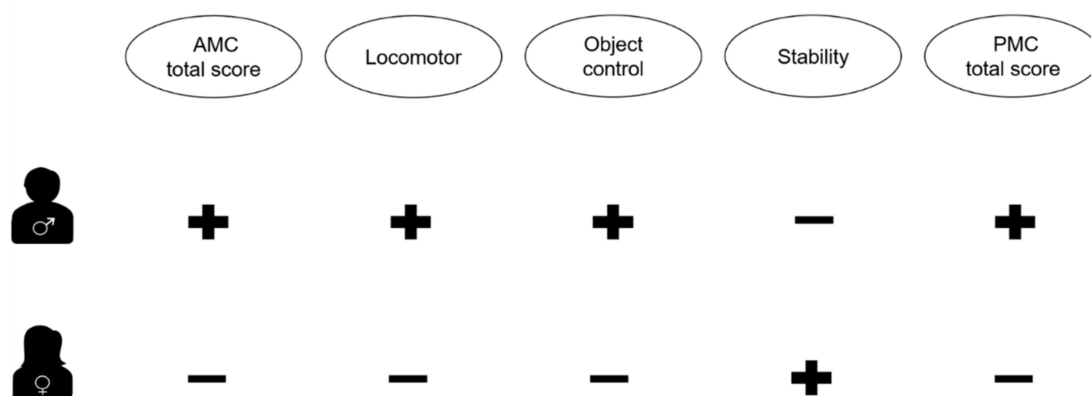 AMC
total score
Locomotor
Object
control
Stability
PMC
total score
♂ + + + − +
♀ − − − + −